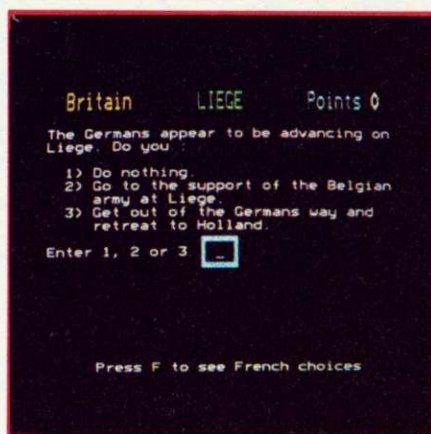 Britain LIEGE Points 0
The Germans appear to be advancing on
Liege. Do you :
1) Do nothing.
2) Go to the support of the Belgian
army at Liege.
3) Get out of the Germans way and
retreat to Holland.
Enter 1, 2 or 3 _
Press F to see French choices